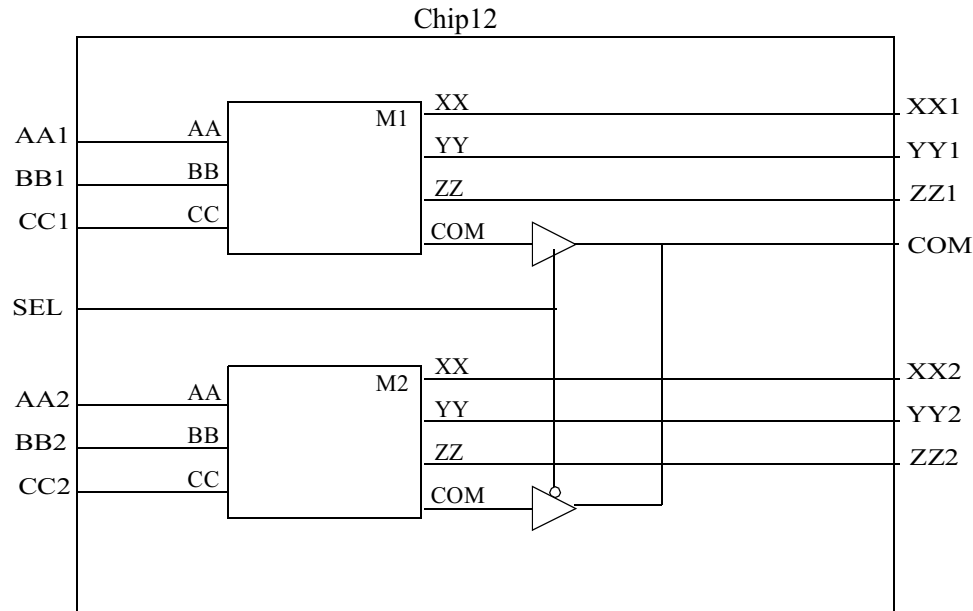 Chip12
M1
XX
XX1
AA1
AA
YY
YY1
BB1
BB
ZZ
ZZ1
CC1
CC
COM
COM
SEL
M2
XX
XX2
AA2
AA
YY
YY2
BB2
BB
ZZ
ZZ2
CC2
CC
COM